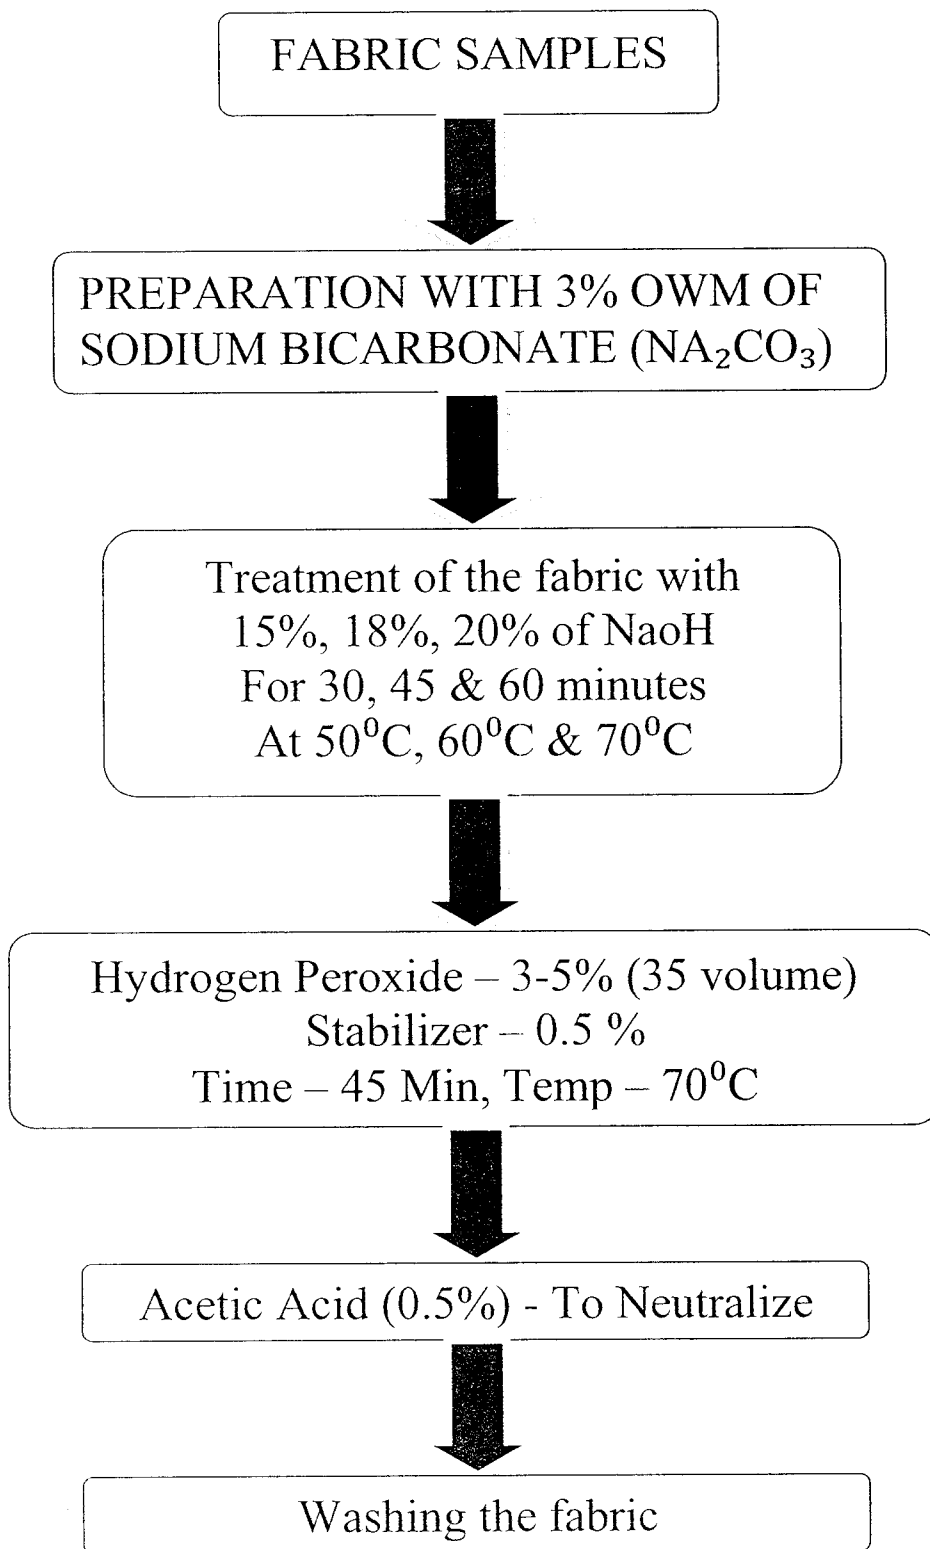 FABRIC SAMPLES
PREPARATION WITH 3% OWM OF
SODIUM BICARBONATE (NA₂CO₃)
Treatment of the fabric with
15%, 18%, 20% of NaoH
For 30, 45 & 60 minutes
At 50⁰C, 60⁰C & 70⁰C
Hydrogen Peroxide – 3-5% (35 volume)
Stabilizer – 0.5 %
Time – 45 Min, Temp – 70⁰C
Acetic Acid (0.5%) - To Neutralize
Washing the fabric